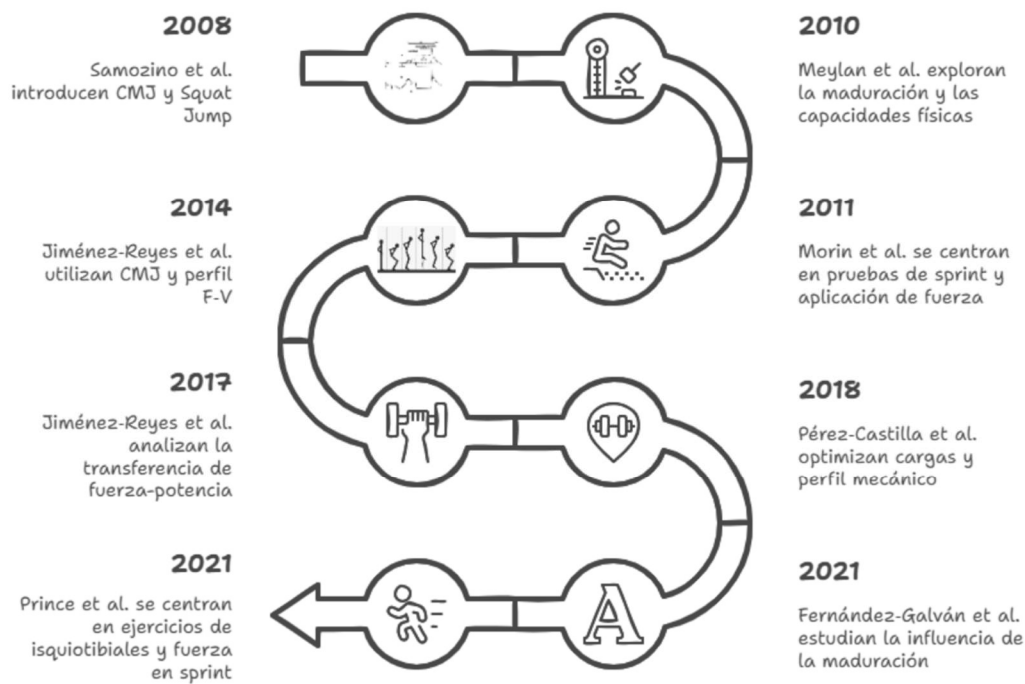 2008
Samozino et al.
introducen CMJ y Squat
Jump
2010
Meylan et al. exploran
la maduración y las
capacidades físicas
2011
Morin et al. se centran
en pruebas de sprint y
aplicación de fuerza
2014
Jiménez-Reyes et al.
utilizan CMJ y perfil
F-V
2017
Jiménez-Reyes et al.
analizan la
transferencia de
fuerza-potencia
2018
Pérez-Castilla et al.
optimizan cargas y
perfil mecánico
2021
Fernández-Galván et al.
estudian la influencia de
la maduración
A
2021
Prince et al. se centran
en ejercicios de
isquiotibiales y fuerza
en sprint